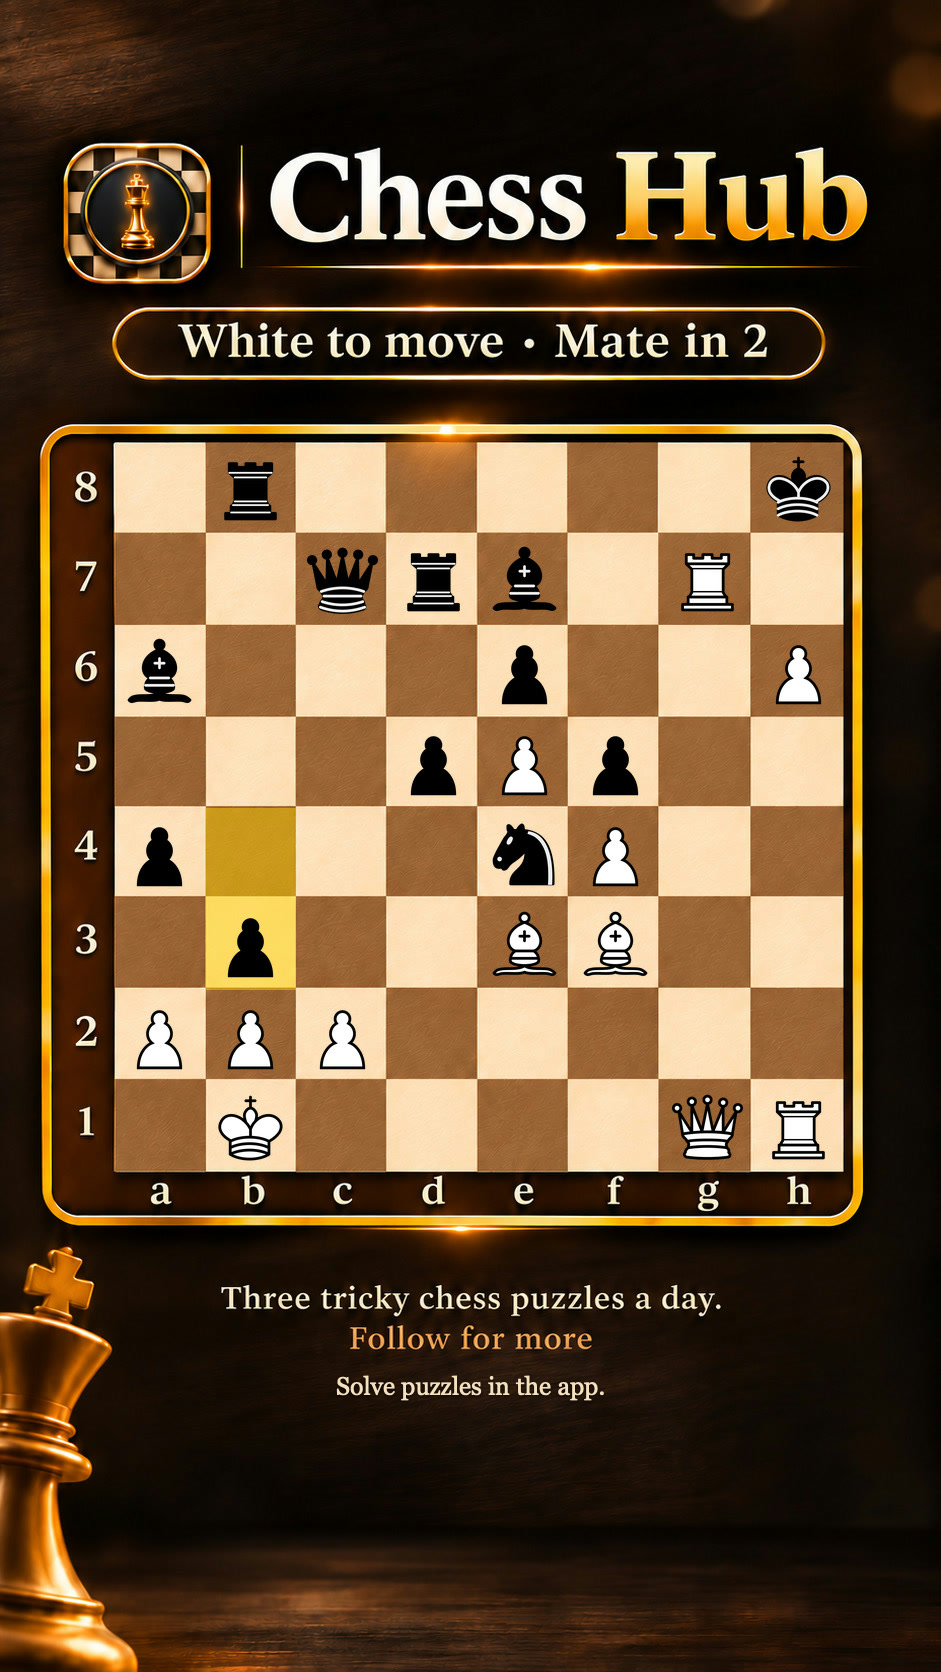 Chess Hub
White to move • Mate in 2
8
7
6
5
4
3
2
1
a b c d e f g h
Three tricky chess puzzles a day.
Follow for more
Solve puzzles in the app.